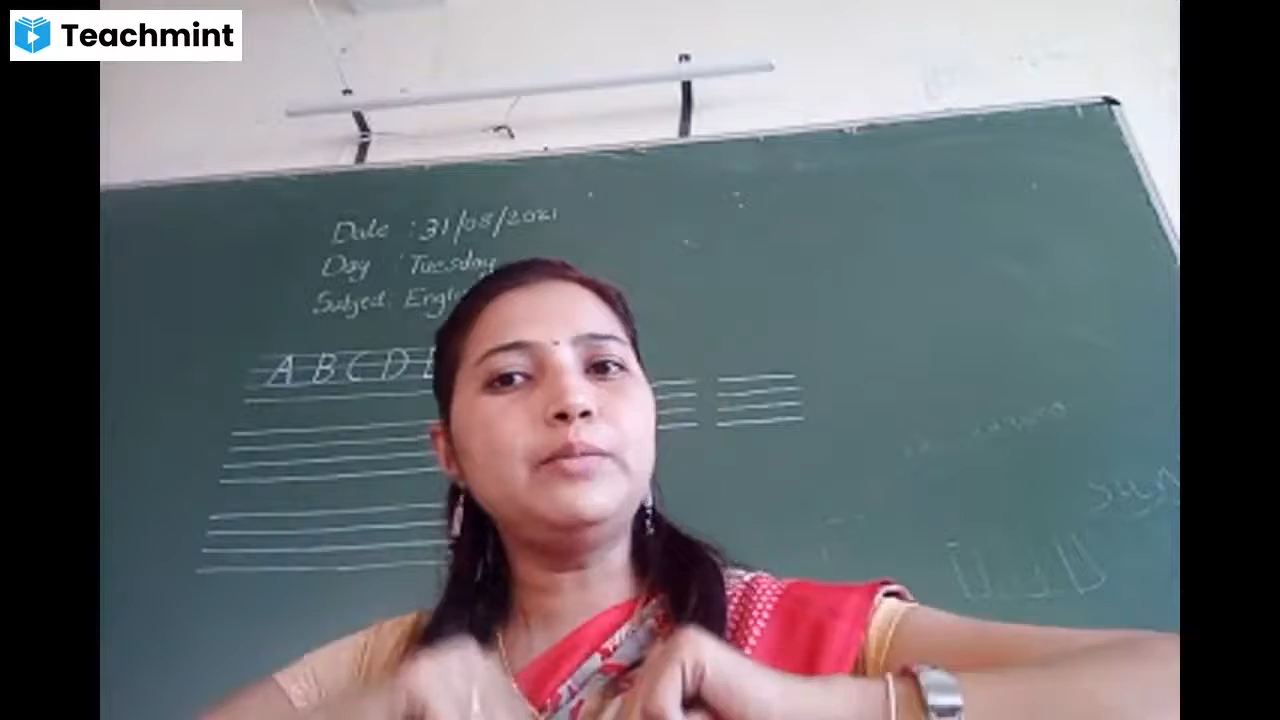 Teachmint
Date : 31/08/2021
Day : Tuesday
Subject: Engl
A B C D E